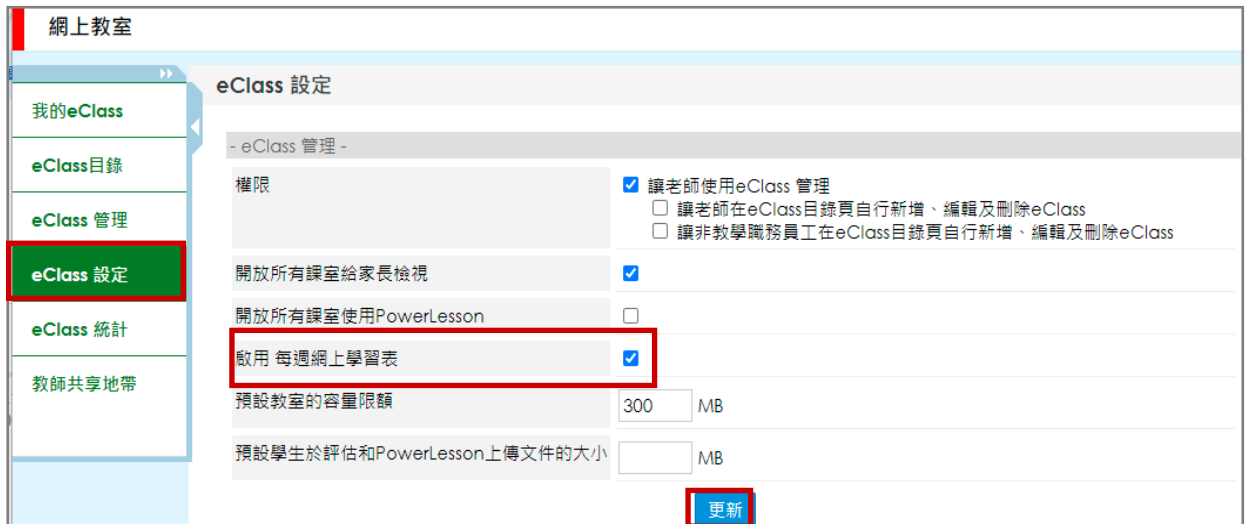 網上教室
我的eClass
eClass目錄
eClass 管理
eClass 設定
eClass 統計
教師共享地帶
eClass 設定
- eClass 管理 -
權限
讓老師使用eClass 管理
讓老師在eClass目錄頁自行新增、編輯及刪除eClass
讓非教學職務員工在eClass目錄頁自行新增、編輯及刪除eClass
開放所有課室給家長檢視
開放所有課室使用PowerLesson
啟用 每週網上學習表
預設教室的容量限額 300 MB
預設學生於評估和PowerLesson上傳文件的大小 MB
更新